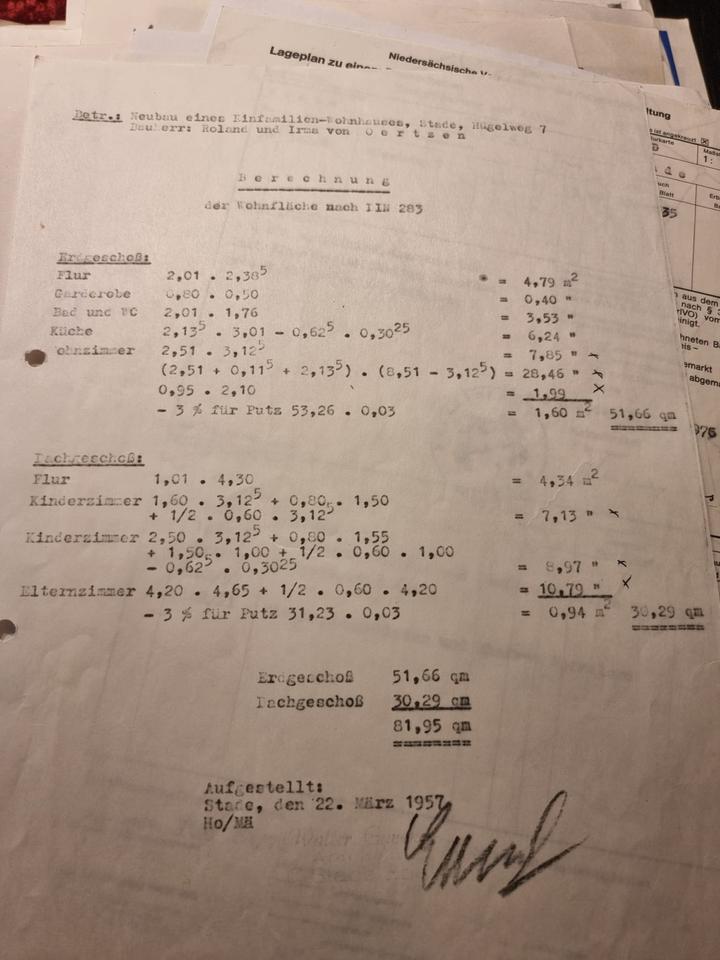 Lageplan zu einem
Niedersächsische
ltung
Betr.: Neubau eines Einfamilien-Wohnhauses, Stade, Hügelweg 7
Bauherr: Roland und Irma von Oertzen
Berechnung
der Wohnfläche nach DIN 283
Erdgeschoß:
Flur 2,01 . 2,38⁵ = 4,79 m²
Garderobe 0,80 . 0,50 = 0,40 "
Bad und WC 2,01 . 1,76 = 3,53 "
Küche 2,13⁵ . 3,01 - 0,62⁵ . 0,30²⁵ = 6,24 "
Wohnzimmer 2,51 . 3,12⁵ = 7,85 "
(2,51 + 0,11⁵ + 2,13⁵) . (8,51 - 3,12⁵) = 28,46 "
0,95 . 2,10 = 1,99
- 3 % für Putz 53,26 . 0,03 = 1,60 m² 51,66 qm
Dachgeschoß:
Flur 1,01 . 4,30 = 4,34 m²
Kinderzimmer 1,60 . 3,12⁵ + 0,80 . 1,50
+ 1/2 . 0,60 . 3,12⁵ = 7,13 "
Kinderzimmer 2,50 . 3,12⁵ + 0,80 . 1,55
+ 1,50 . 1,00 + 1/2 . 0,60 . 1,00
- 0,62⁵ . 0,30²⁵ = 8,97 "
Elternzimmer 4,20 . 4,65 + 1/2 . 0,60 . 4,20 = 10,79 "
- 3 % für Putz 31,23 . 0,03 = 0,94 m² 30,29 qm
Erdgeschoß 51,66 qm
Dachgeschoß 30,29 qm
81,95 qm
Aufgestellt:
Stade, den 22. März 1957
Ho/MH